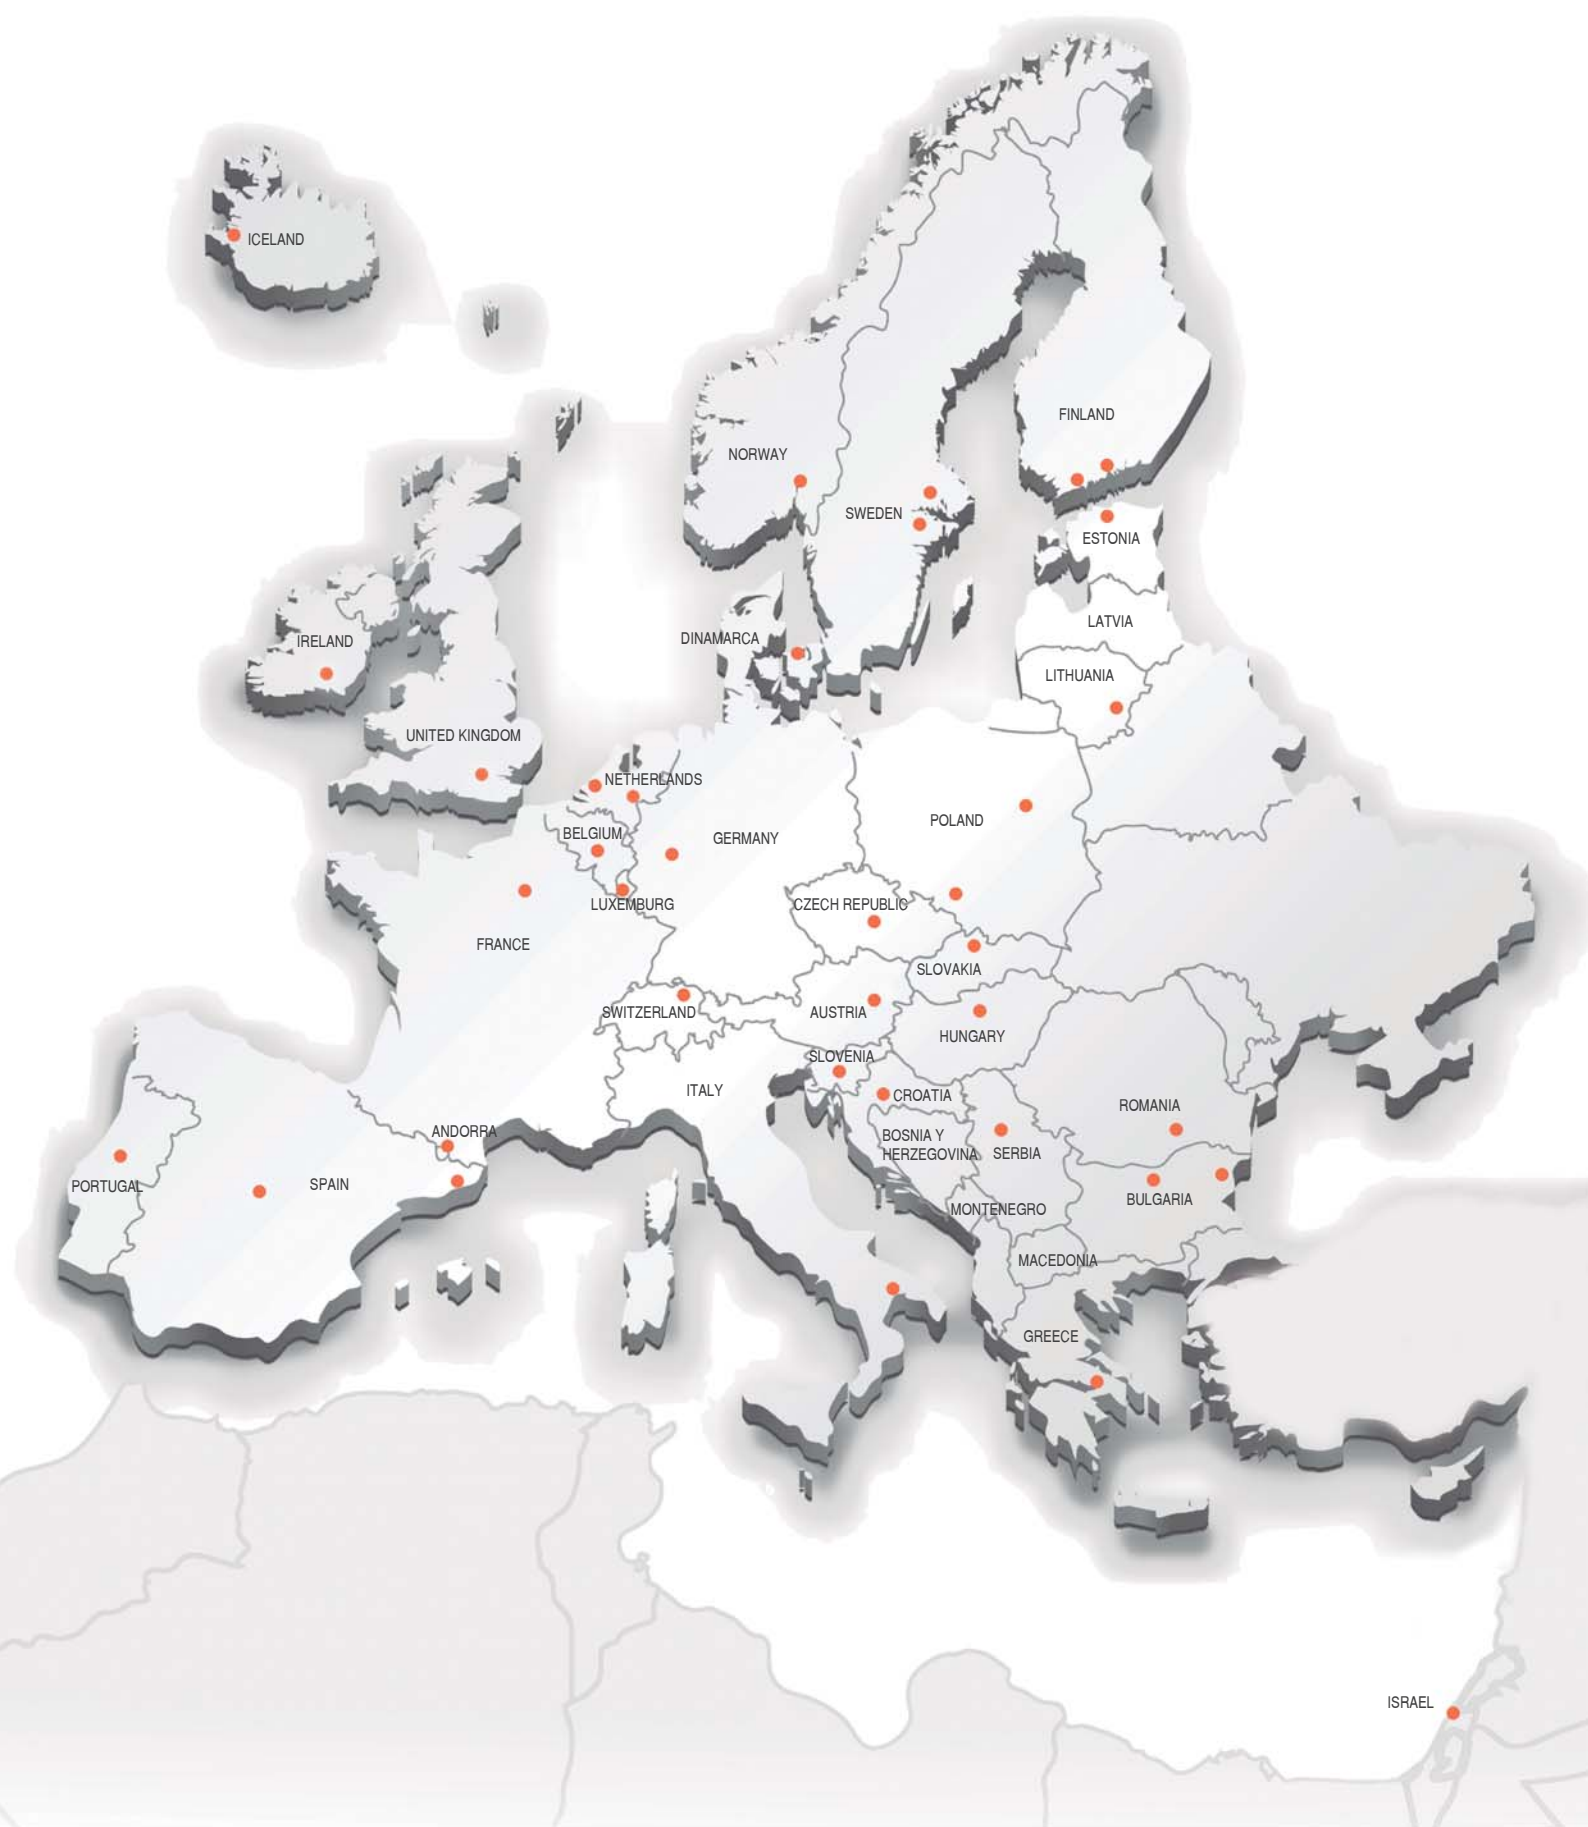 ICELAND
FINLAND
NORWAY
SWEDEN
ESTONIA
LATVIA
DINAMARCA
IRELAND
LITHUANIA
UNITED KINGDOM
NETHERLANDS
POLAND
BELGIUM
GERMANY
LUXEMBURG
CZECH REPUBLIC
FRANCE
SLOVAKIA
SWITZERLAND
AUSTRIA
HUNGARY
SLOVENIA
ITALY
CROATIA
ROMANIA
ANDORRA
BOSNIA Y
HERZEGOVINA
SERBIA
SPAIN
PORTUGAL
BULGARIA
MONTENEGRO
MACEDONIA
GREECE
ISRAEL